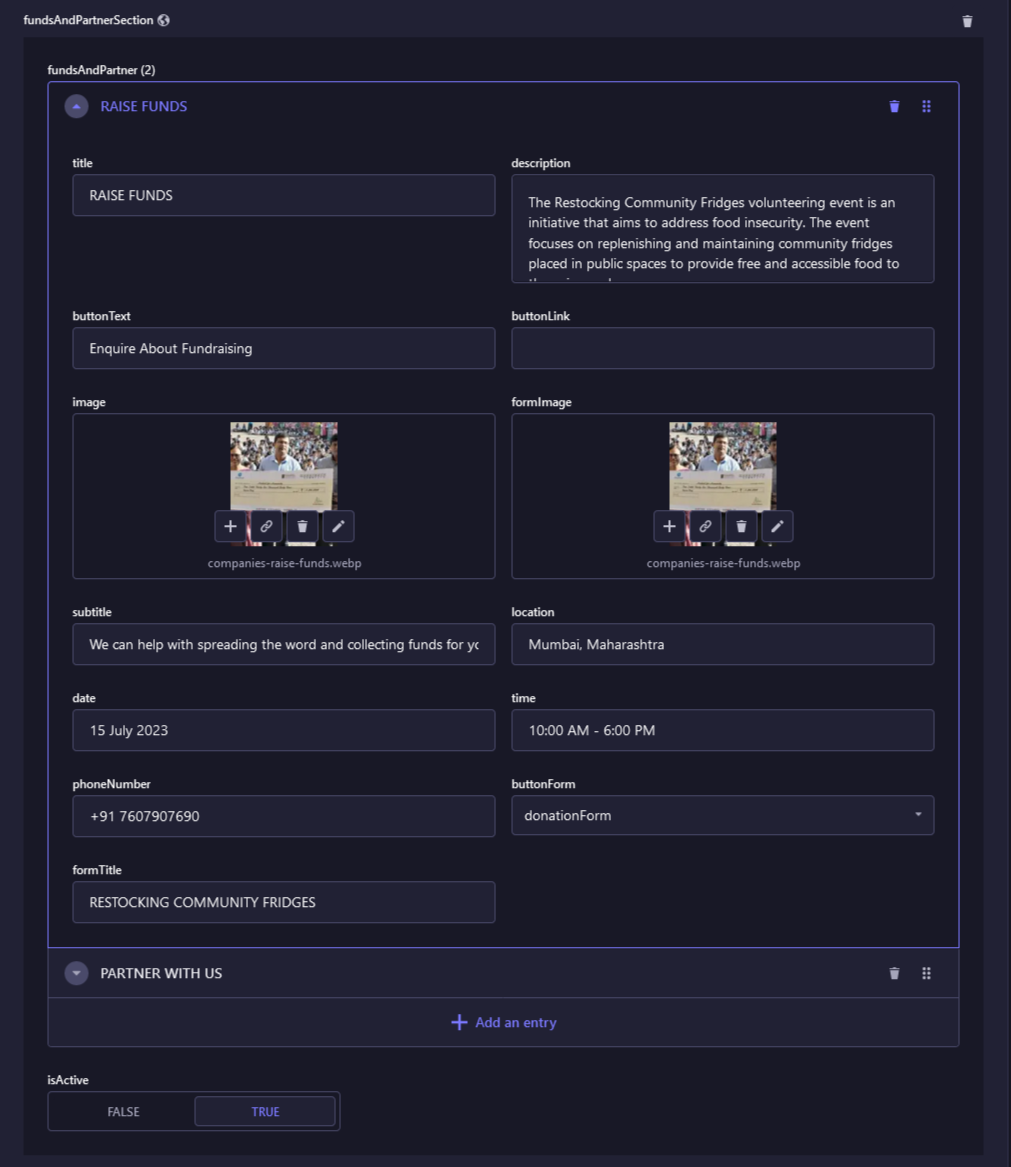 fundsAndPartnerSection
fundsAndPartner (2)
RAISE FUNDS
title
description
RAISE FUNDS
The Restocking Community Fridges volunteering event is an
initiative that aims to address food insecurity. The event
focuses on replenishing and maintaining community fridges
placed in public spaces to provide free and accessible food to
buttonText
buttonLink
Enquire About Fundraising
image
formImage
companies-raise-funds.webp
companies-raise-funds.webp
subtitle
location
We can help with spreading the word and collecting funds for
Mumbai, Maharashtra
date
time
15 July 2023
10:00 AM - 6:00 PM
phoneNumber
buttonForm
+91 7607907690
donationForm
formTitle
RESTOCKING COMMUNITY FRIDGES
PARTNER WITH US
Add an entry
isActive
FALSE
TRUE